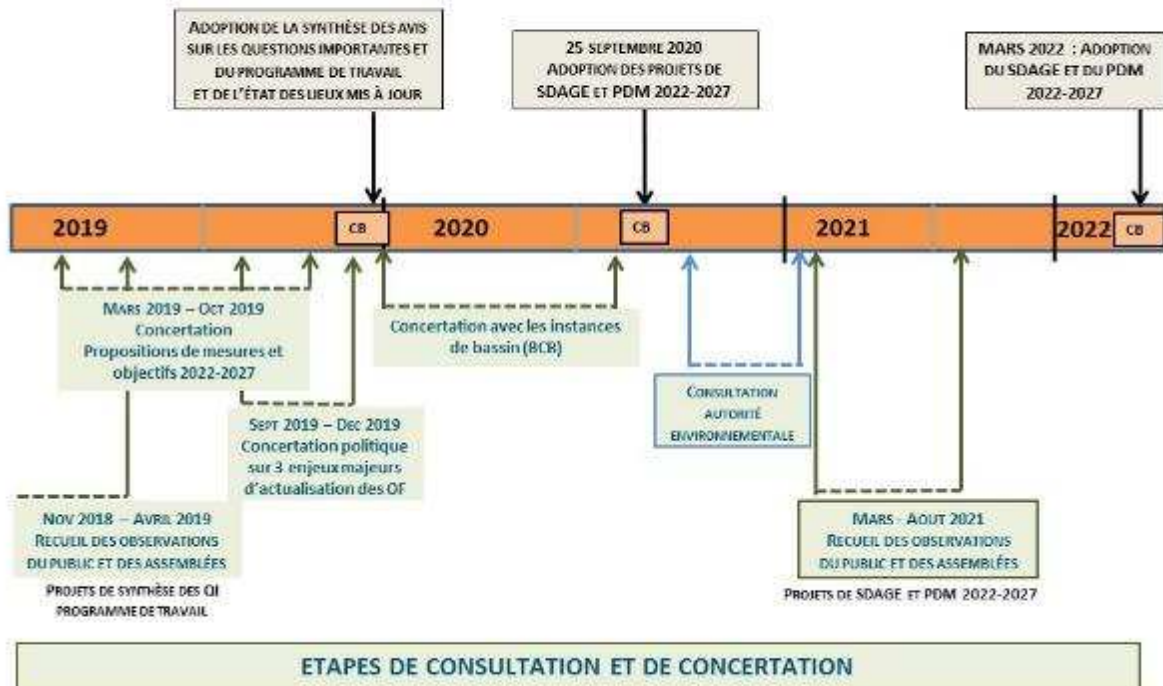 ADOPTION DE LA SYNTHÈSE DES AVIS
SUR LES QUESTIONS IMPORTANTES ET
DU PROGRAMME DE TRAVAIL
ET DE L'ÉTAT DES LIEUX MIS À JOUR
25 SEPTEMBRE 2020
ADOPTION DES PROJETS DE
SDAGE ET PDM 2022-2027
MARS 2022 : ADOPTION
DU SDAGE ET DU PDM
2022-2027
2019
CB
2020
CB
2021
2022
CB
MARS 2019 – OCT 2019
Concertation
Propositions de mesures et
objectifs 2022-2027
Concertation avec les instances
de bassin (BCB)
CONSULTATION
AUTORITÉ
ENVIRONNEMENTALE
SEPT 2019 – DEC 2019
Concertation politique
sur 3 enjeux majeurs
d'actualisation des OF
NOV 2018 – AVRIL 2019
RECUEIL DES OBSERVATIONS
DU PUBLIC ET DES ASSEMBLÉES
PROJETS DE SYNTHÈSE DES QI
PROGRAMME DE TRAVAIL
MARS - AOUT 2021
RECUEIL DES OBSERVATIONS
DU PUBLIC ET DES ASSEMBLÉES
PROJETS DE SDAGE ET PDM 2022-2027
ETAPES DE CONSULTATION ET DE CONCERTATION